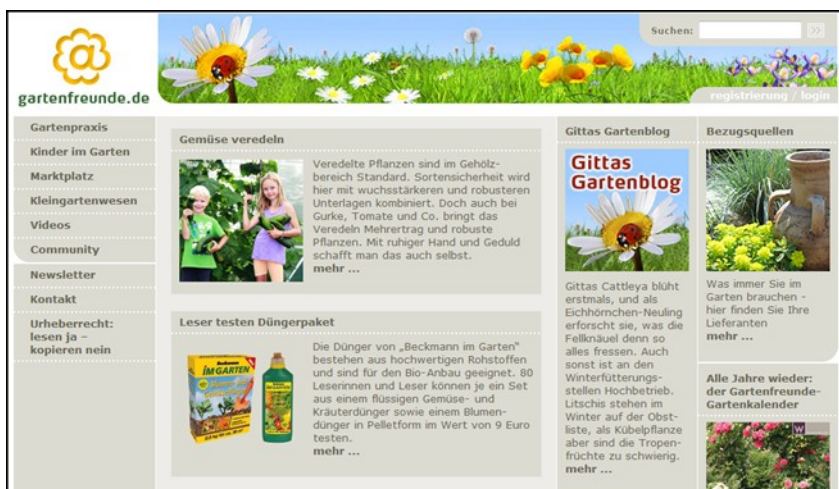 Suchen:
gartenfreunde.de
registrierung / login
Gartenpraxis
Kinder im Garten
Marktplatz
Kleingartenwesen
Videos
Community
Newsletter
Kontakt
Urheberrecht:
lesen ja –
kopieren nein
Gemüse veredeln
Veredelte Pflanzen sind im Gehölz-
bereich Standard. Sortensicherheit wird
hier mit wuchsstärkeren und robusteren
Unterlagen kombiniert. Doch auch bei
Gurke, Tomate und Co. bringt das
Veredeln Mehrertrag und robuste
Pflanzen. Mit ruhiger Hand und Geduld
schafft man das auch selbst.
mehr ...
Leser testen Düngerpaket
Beckmann
IM GARTEN
Die Dünger von „Beckmann im Garten"
bestehen aus hochwertigen Rohstoffen
und sind für den Bio-Anbau geeignet. 80
Leserinnen und Leser können je ein Set
aus einem flüssigen Gemüse- und
Kräuterdünger sowie einem Blumen-
dünger in Pelletform im Wert von 9 Euro
testen.
mehr ...
Gittas Gartenblog
Gittas
Gartenblog
Gittas Cattleya blüht
erstmals, und als
Eichhörnchen-Neuling
erforscht sie, was die
Fellknäuel denn so
alles fressen. Auch
sonst ist an den
Winterfütterungs-
stellen Hochbetrieb.
Litschis stehen im
Winter auf der Obst-
liste, als Kübelpflanze
aber sind die Tropen-
früchte zu schwierig.
mehr ...
Bezugsquellen
Was immer Sie im
Garten brauchen -
hier finden Sie Ihre
Lieferanten
mehr ...
Alle Jahre wieder:
der Gartenfreunde-
Gartenkalender
W